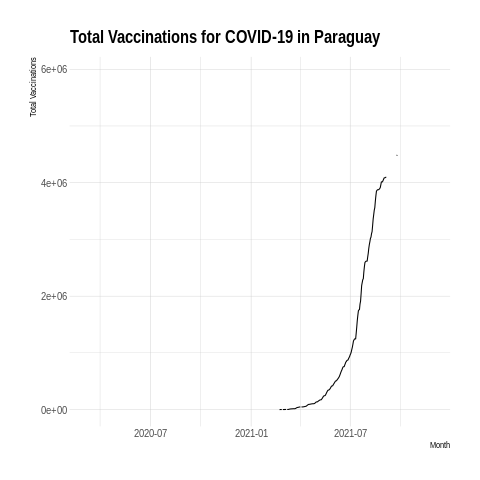 Total Vaccinations for COVID-19 in Paraguay
Total Vaccinations
6e+06
4e+06
2e+06
0e+00
2020-07
2021-01
2021-07
Month